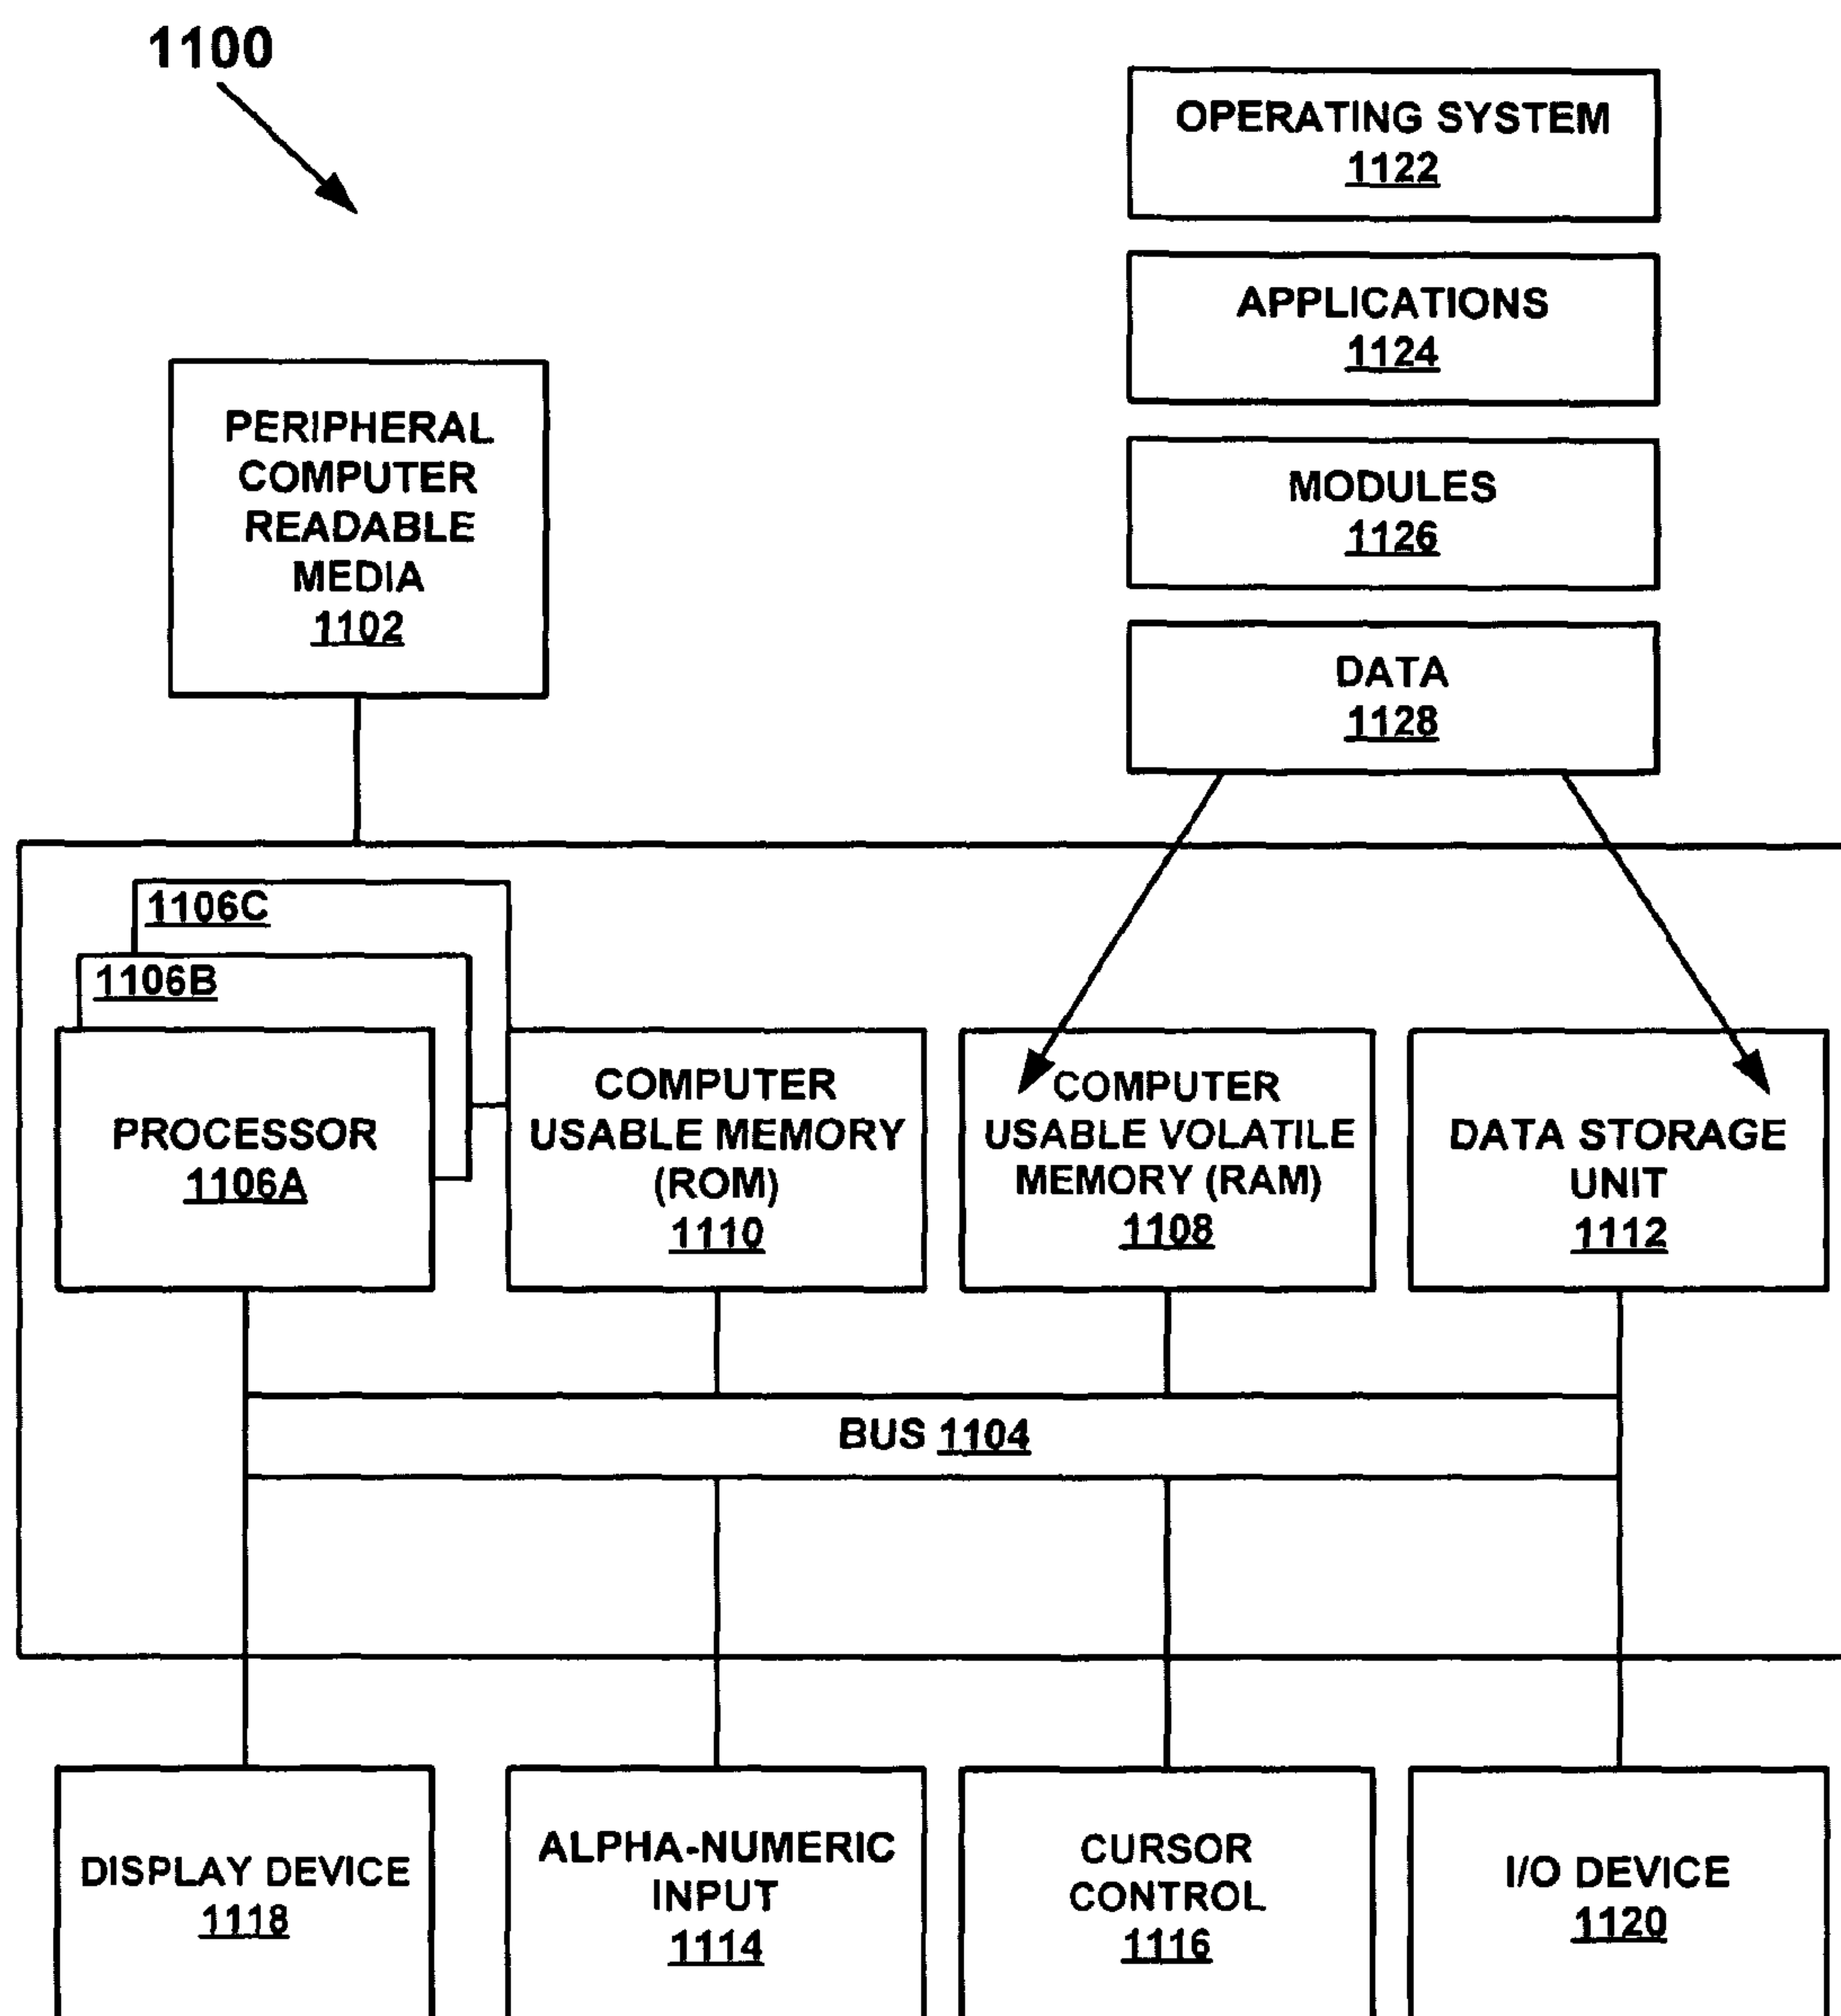 1100
OPERATING SYSTEM
1122
APPLICATIONS
1124
MODULES
1126
DATA
1128
PERIPHERAL
COMPUTER
READABLE
MEDIA
1102
1106C
1106B
PROCESSOR
1106A
COMPUTER
USABLE MEMORY
(ROM)
1110
COMPUTER
USABLE VOLATILE
MEMORY (RAM)
1108
DATA STORAGE
UNIT
1112
BUS 1104
DISPLAY DEVICE
1118
ALPHA-NUMERIC
INPUT
1114
CURSOR
CONTROL
1116
I/O DEVICE
1120